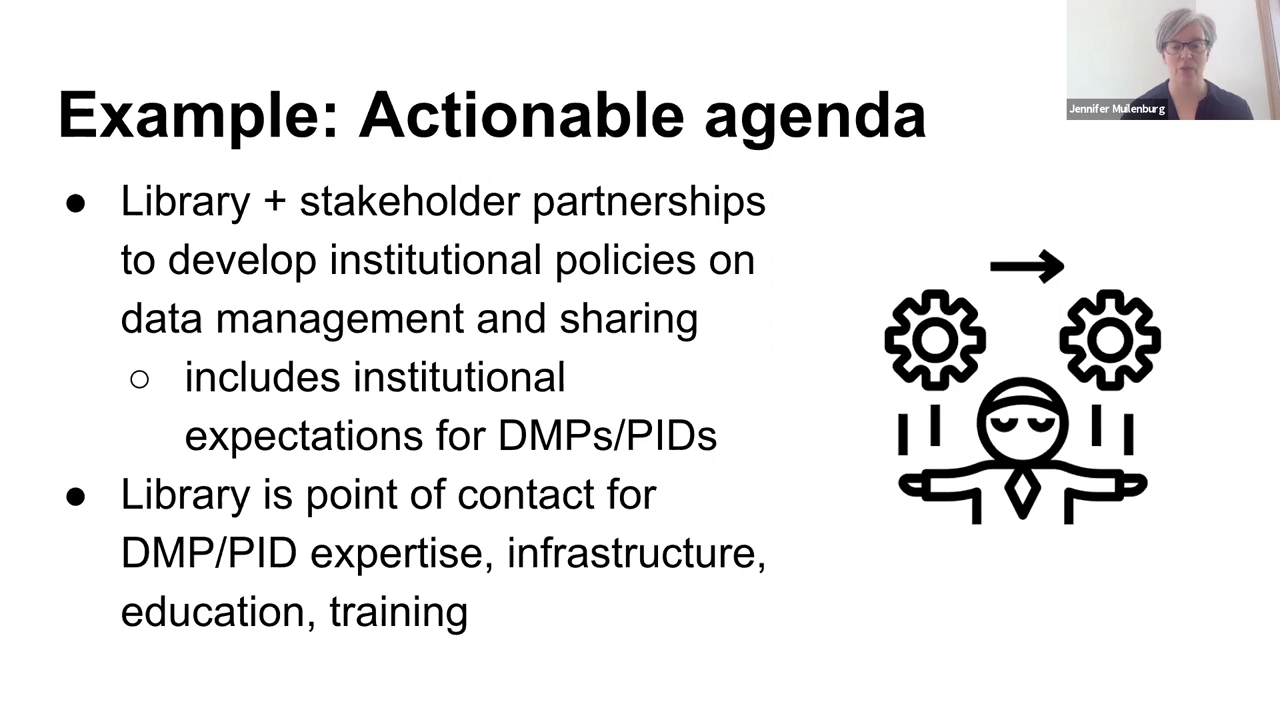 Example: Actionable agenda
● Library + stakeholder partnerships
to develop institutional policies on
data management and sharing
○ includes institutional
expectations for DMPs/PIDs
● Library is point of contact for
DMP/PID expertise, infrastructure,
education, training
Jennifer Muilenburg